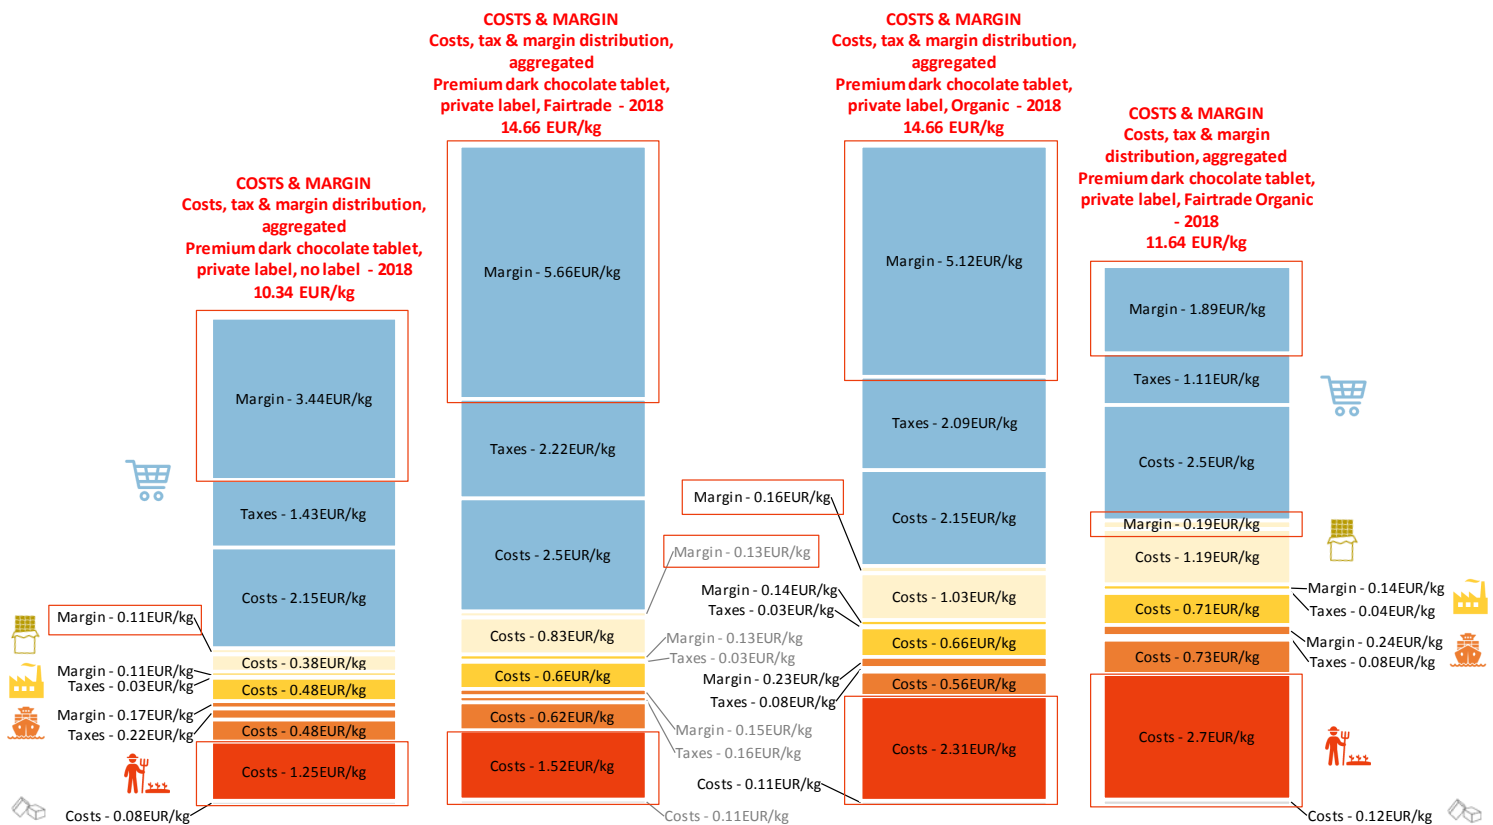 COSTS & MARGIN
Costs, tax & margin distribution,
aggregated
Premium dark chocolate tablet,
private label, no label - 2018
10.34 EUR/kg
Margin - 3.44EUR/kg
Taxes - 1.43EUR/kg
Costs - 2.15EUR/kg
Margin - 0.11EUR/kg
Costs - 0.38EUR/kg
Margin - 0.11EUR/kg
Taxes - 0.03EUR/kg
Costs - 0.48EUR/kg
Margin - 0.17EUR/kg
Taxes - 0.22EUR/kg
Costs - 0.48EUR/kg
Costs - 1.25EUR/kg
Costs - 0.08EUR/kg
COSTS & MARGIN
Costs, tax & margin distribution,
aggregated
Premium dark chocolate tablet,
private label, Fairtrade - 2018
14.66 EUR/kg
Margin - 5.66EUR/kg
Taxes - 2.22EUR/kg
Costs - 2.5EUR/kg
Margin - 0.13EUR/kg
Costs - 0.83EUR/kg
Margin - 0.13EUR/kg
Taxes - 0.03EUR/kg
Costs - 0.6EUR/kg
Margin - 0.15EUR/kg
Taxes - 0.16EUR/kg
Costs - 0.62EUR/kg
Costs - 1.52EUR/kg
Costs - 0.11EUR/kg
COSTS & MARGIN
Costs, tax & margin distribution,
aggregated
Premium dark chocolate tablet,
private label, Organic - 2018
14.66 EUR/kg
Margin - 5.12EUR/kg
Taxes - 2.09EUR/kg
Costs - 2.15EUR/kg
Margin - 0.16EUR/kg
Costs - 1.03EUR/kg
Margin - 0.14EUR/kg
Taxes - 0.03EUR/kg
Costs - 0.66EUR/kg
Margin - 0.23EUR/kg
Taxes - 0.08EUR/kg
Costs - 0.56EUR/kg
Costs - 2.31EUR/kg
Costs - 0.11EUR/kg
COSTS & MARGIN
Costs, tax & margin
distribution, aggregated
Premium dark chocolate tablet,
private label, Fairtrade Organic
- 2018
11.64 EUR/kg
Margin - 1.89EUR/kg
Taxes - 1.11EUR/kg
Costs - 2.5EUR/kg
Margin - 0.19EUR/kg
Costs - 1.19EUR/kg
Margin - 0.14EUR/kg
Taxes - 0.04EUR/kg
Costs - 0.71EUR/kg
Margin - 0.24EUR/kg
Taxes - 0.08EUR/kg
Costs - 0.73EUR/kg
Costs - 2.7EUR/kg
Costs - 0.12EUR/kg